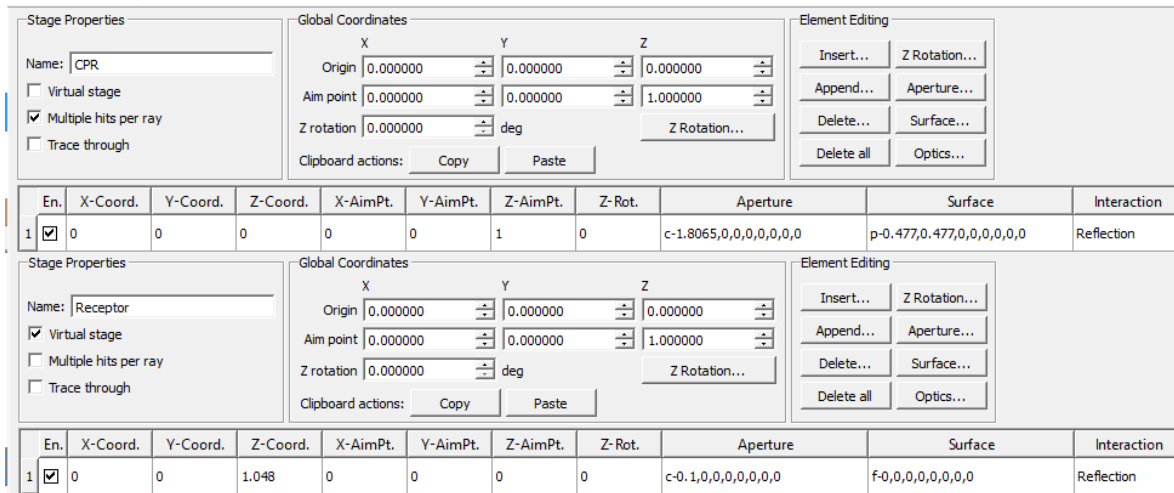 Stage Properties Global Coordinates Element Editing
X Y Z
Name: CPR Origin 0.000000 0.000000 0.000000 Insert... Z Rotation...
Virtual stage Aim point 0.000000 0.000000 1.000000 Append... Aperture...
Multiple hits per ray Z rotation 0.000000 deg Z Rotation... Delete... Surface...
Trace through Clipboard actions: Copy Paste Delete all Optics...
En. X-Coord. Y-Coord. Z-Coord. X-AimPt. Y-AimPt. Z-AimPt. Z-Rot. Aperture Surface Interaction
1 0 0 0 0 0 1 0 c-1.8065,0,0,0,0,0,0,0 p-0.477,0.477,0,0,0,0,0,0 Reflection
Stage Properties Global Coordinates Element Editing
X Y Z
Name: Receptor Origin 0.000000 0.000000 0.000000 Insert... Z Rotation...
Virtual stage Aim point 0.000000 0.000000 1.000000 Append... Aperture...
Multiple hits per ray Z rotation 0.000000 deg Z Rotation... Delete... Surface...
Trace through Clipboard actions: Copy Paste Delete all Optics...
En. X-Coord. Y-Coord. Z-Coord. X-AimPt. Y-AimPt. Z-AimPt. Z-Rot. Aperture Surface Interaction
1 0 0 1.048 0 0 0 0 c-0.1,0,0,0,0,0,0,0 f-0,0,0,0,0,0,0,0 Reflection